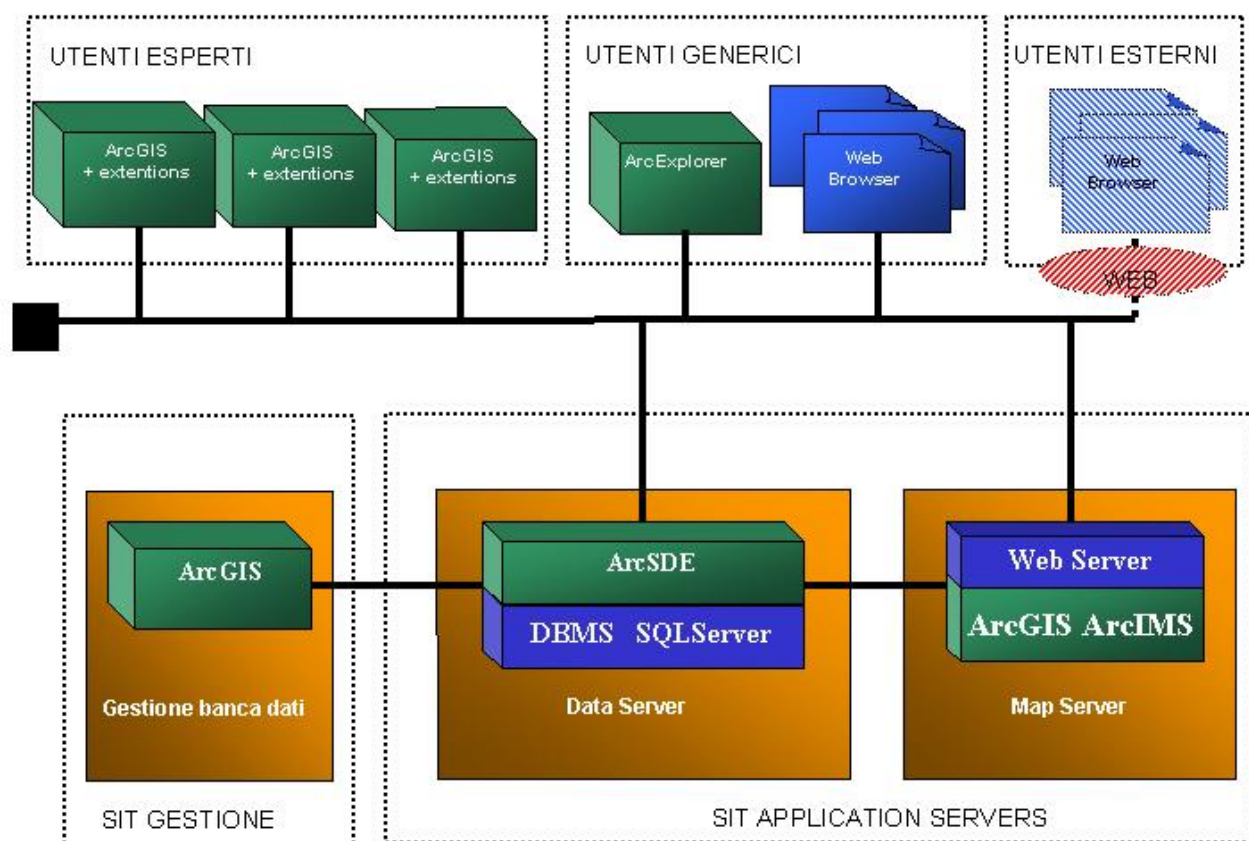 UTENTI ESPERTI
UTENTI GENERICI
UTENTI ESTERNI
ArcGIS
+ extentions
ArcGIS
+ extentions
ArcGIS
+ extentions
ArcExplorer
Web
Browser
Web
Browser
WEB
ArcGIS
ArcSDE
DBMS SQLServer
Web Server
ArcGIS ArcIMS
Gestione banca dati
Data Server
Map Server
SIT GESTIONE
SIT APPLICATION SERVERS